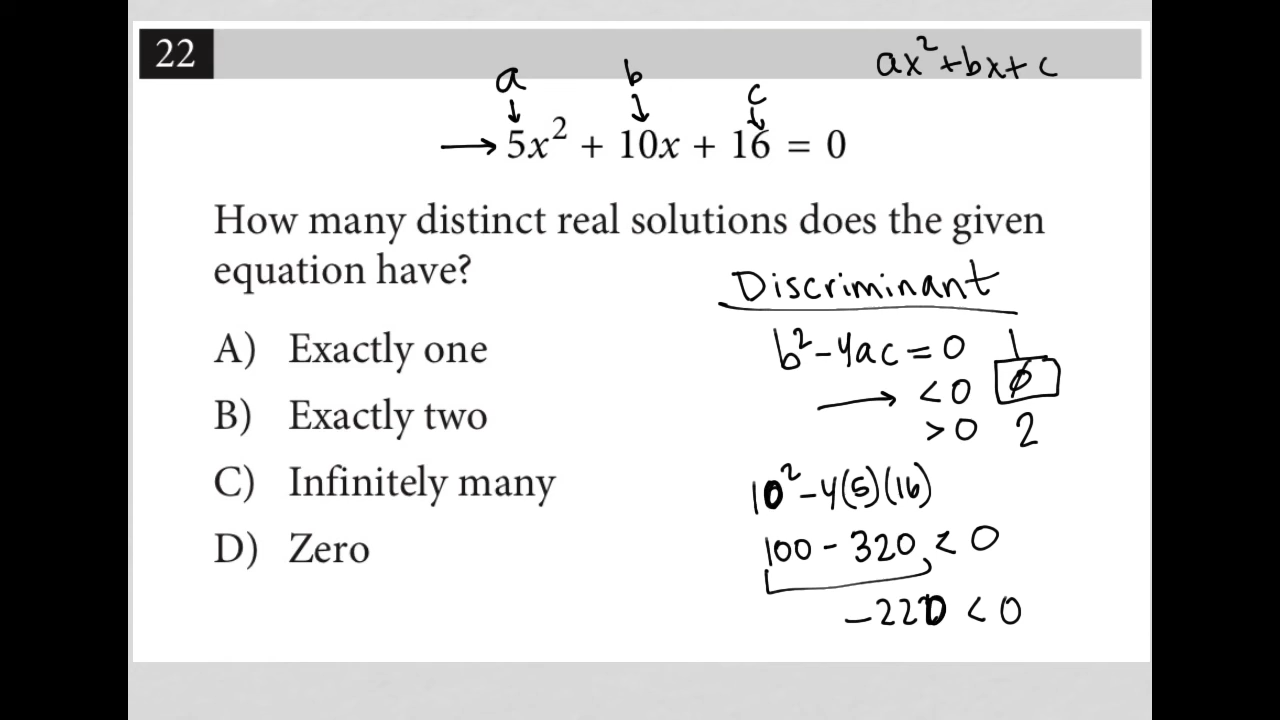 22
ax² + bx + c
a b c
→ 5x² + 10x + 16 = 0
How many distinct real solutions does the given
equation have?
Discriminant
A) Exactly one
b² - 4ac = 0 1
→ < 0 ∅
B) Exactly two
> 0 2
C) Infinitely many
10² - 4(5)(16)
D) Zero
100 - 320 < 0
-220 < 0